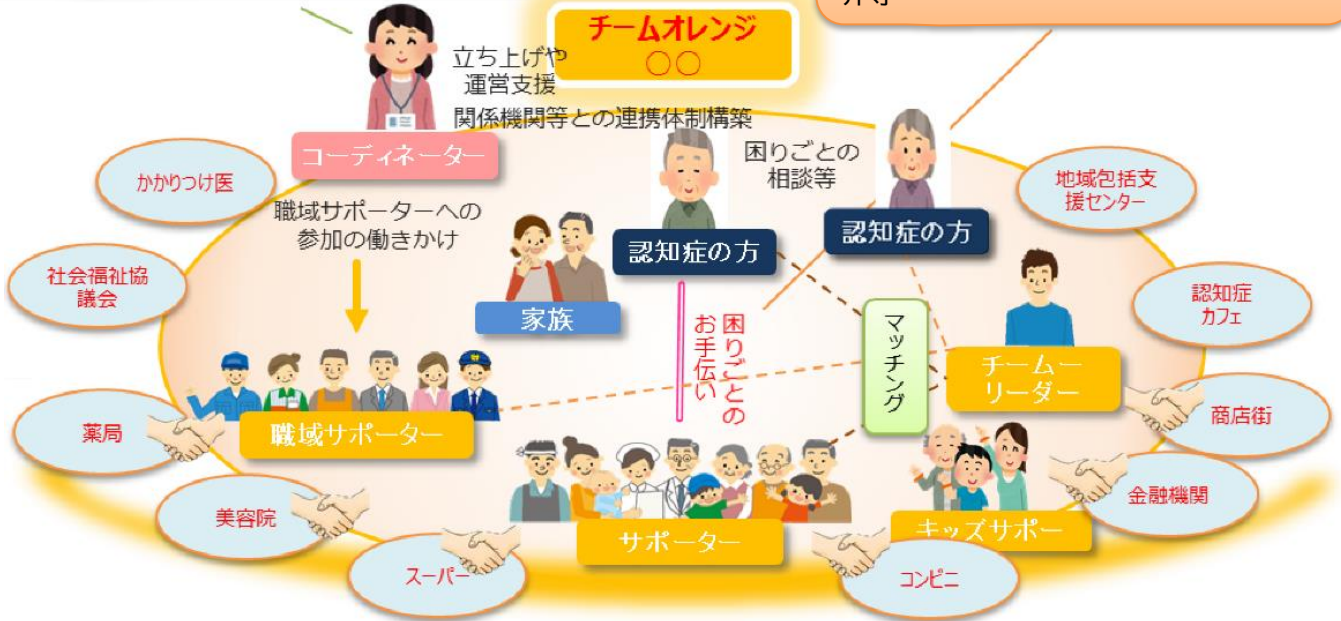 チームオレンジ
〇〇
立ち上げや
運営支援
関係機関等との連携体制構築
コーディネーター
困りごとの
相談等
かかりつけ医
地域包括支
援センター
職域サポーターへの
参加の働きかけ
認知症の方
認知症の方
社会福祉協
議会
家族
認知症
カフェ
困りごとの
お手伝い
マッチング
チームー
リーダー
薬局
職域サポーター
商店街
美容院
金融機関
サポーター
キッズサポー
スーパー
コンビニ